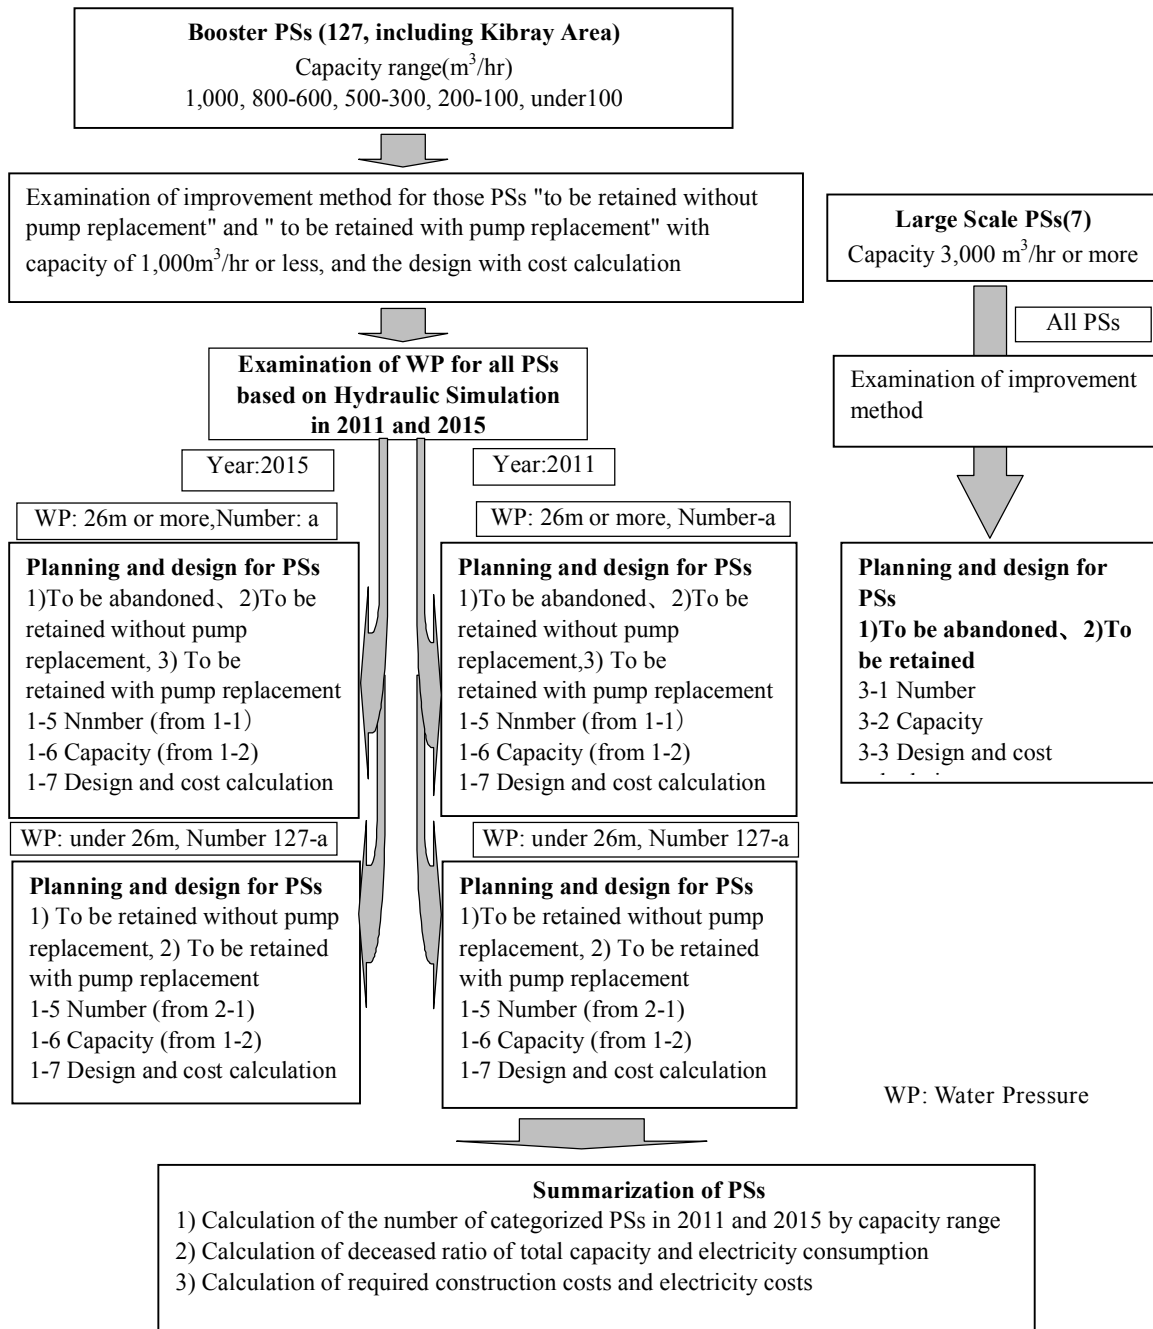 Booster PSs (127, including Kibray Area)
Capacity range(m³/hr)
1,000, 800-600, 500-300, 200-100, under100
Examination of improvement method for those PSs "to be retained without
pump replacement" and " to be retained with pump replacement" with
capacity of 1,000m³/hr or less, and the design with cost calculation
Large Scale PSs(7)
Capacity 3,000 m³/hr or more
All PSs
Examination of improvement
method
Examination of WP for all PSs
based on Hydraulic Simulation
in 2011 and 2015
Year:2015
Year:2011
WP: 26m or more,Number: a
Planning and design for PSs
1)To be abandoned、2)To be
retained without pump
replacement, 3) To be
retained with pump replacement
1-5 Nnmber (from 1-1）
1-6 Capacity (from 1-2)
1-7 Design and cost calculation
WP: 26m or more, Number-a
Planning and design for PSs
1)To be abandoned、2)To be
retained without pump
replacement,3) To be
retained with pump replacement
1-5 Nnmber (from 1-1）
1-6 Capacity (from 1-2)
1-7 Design and cost calculation
Planning and design for
PSs
1)To be abandoned、2)To
be retained
3-1 Number
3-2 Capacity
3-3 Design and cost
WP: under 26m, Number 127-a
Planning and design for PSs
1) To be retained without pump
replacement, 2) To be retained
with pump replacement
1-5 Number (from 2-1)
1-6 Capacity (from 1-2)
1-7 Design and cost calculation
WP: under 26m, Number 127-a
Planning and design for PSs
1)To be retained without pump
replacement, 2) To be retained
with pump replacement
1-5 Number (from 2-1)
1-6 Capacity (from 1-2)
1-7 Design and cost calculation
WP: Water Pressure
Summarization of PSs
1) Calculation of the number of categorized PSs in 2011 and 2015 by capacity range
2) Calculation of deceased ratio of total capacity and electricity consumption
3) Calculation of required construction costs and electricity costs